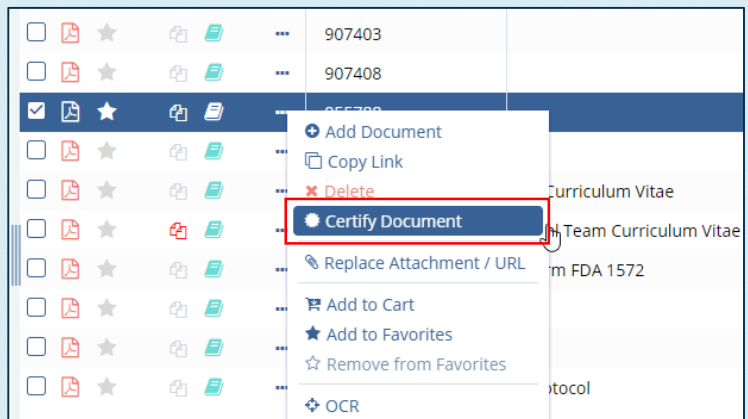 907403
907408
Add Document
Copy Link
Delete
Curriculum Vitae
Certify Document
Team Curriculum Vitae
Replace Attachment / URL
rm FDA 1572
Add to Cart
Add to Favorites
Remove from Favorites
otocol
OCR